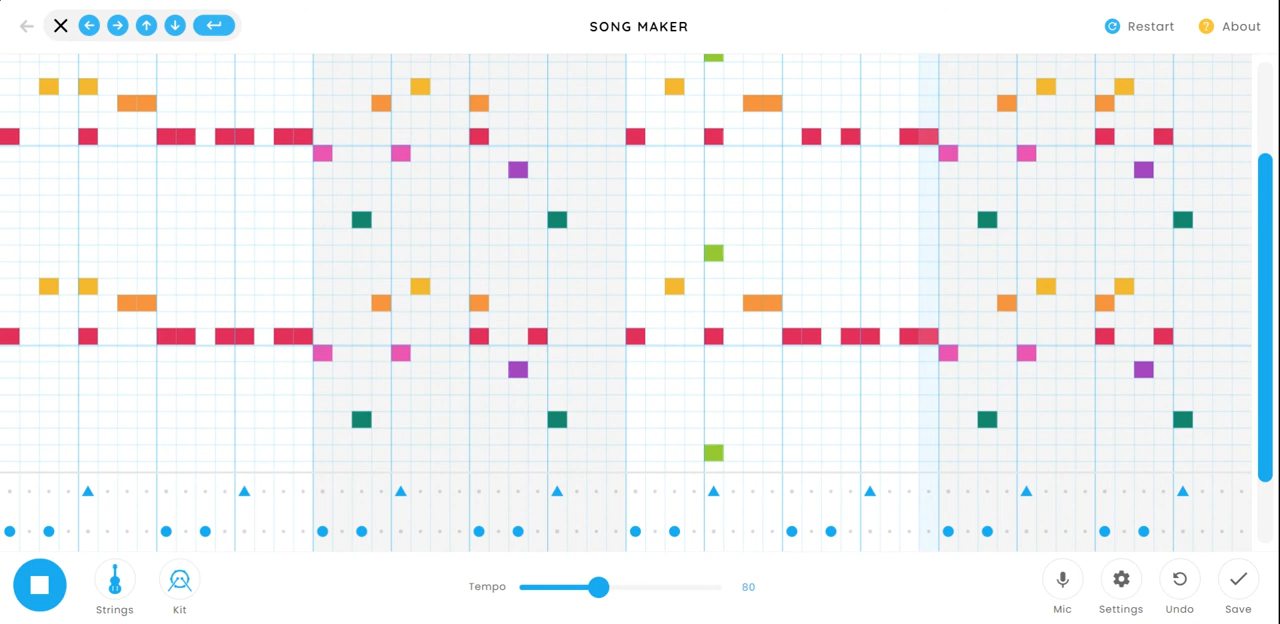 SONG MAKER
Restart
About
Tempo
80
Strings
Kit
Mic
Settings
Undo
Save